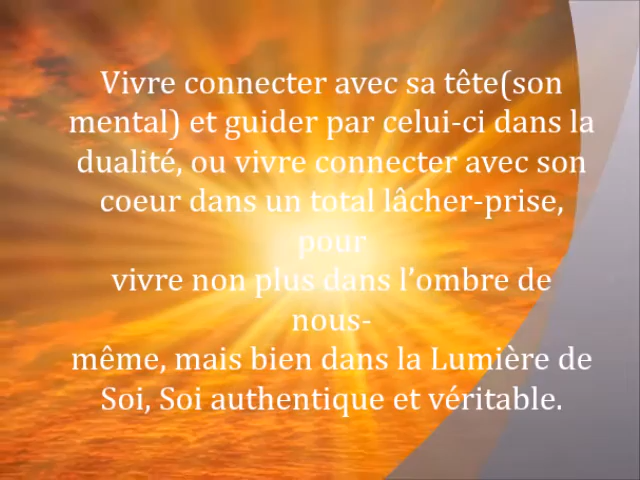 Vivre connecter avec sa tête(son
mental) et guider par celui-ci dans la
dualité, ou vivre connecter avec son
coeur dans un total lâcher-prise,
pour
vivre non plus dans l’ombre de
nous-
même, mais bien dans la Lumière de
Soi, Soi authentique et véritable.